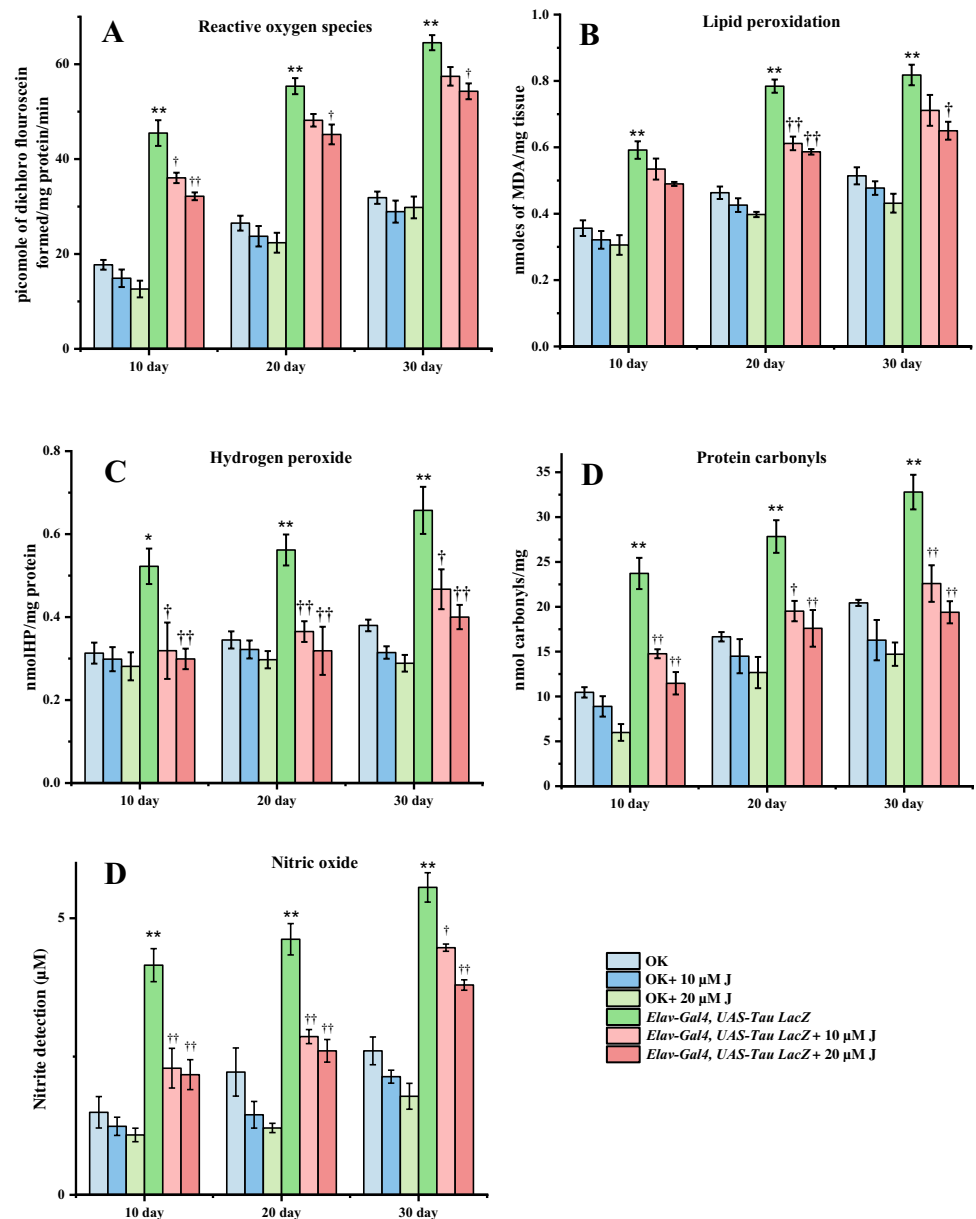 A
Reactive oxygen species
picomole of dichloro flouroscein
formed/mg protein/min
60
40
20
0
**
†
††
**
†
**
†
10 day
20 day
30 day
B
Lipid peroxidation
nmoles of MDA/mg tissue
1.0
0.8
0.6
0.4
0.2
0.0
**
**
††
††
**
†
10 day
20 day
30 day
C
Hydrogen peroxide
nmolHP/mg protein
0.8
0.6
0.4
0.2
0.0
*
†
††
**
††
††
**
†
††
10 day
20 day
30 day
D
Protein carbonyls
nmol carbonyls/mg
35
30
25
20
15
10
5
0
**
††
††
**
†
††
**
††
††
10 day
20 day
30 day
D
Nitric oxide
Nitrite detection (µM)
5
0
**
††
††
**
††
††
**
†
††
10 day
20 day
30 day
OK
OK+ 10 µM J
OK+ 20 µM J
Elav-Gal4, UAS-Tau LacZ
Elav-Gal4, UAS-Tau LacZ + 10 µM J
Elav-Gal4, UAS-Tau LacZ + 20 µM J